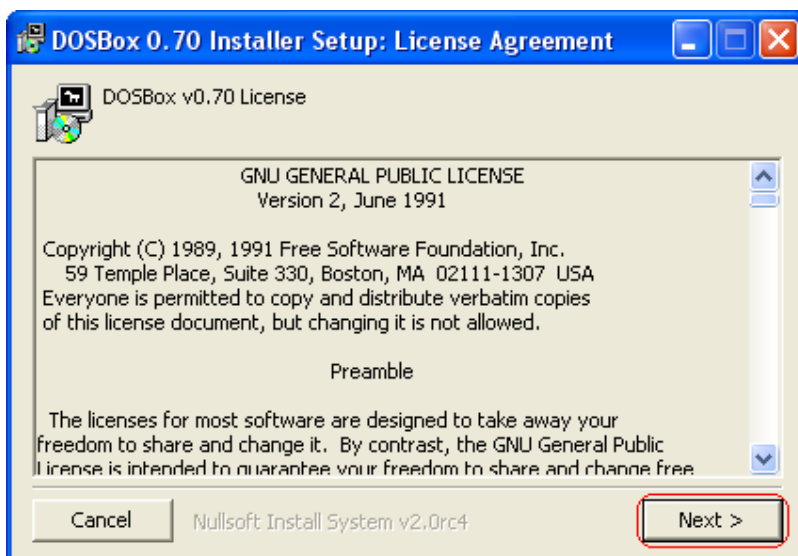 DOSBox 0.70 Installer Setup: License Agreement
DOSBox v0.70 License
GNU GENERAL PUBLIC LICENSE
Version 2, June 1991
Copyright (C) 1989, 1991 Free Software Foundation, Inc.
59 Temple Place, Suite 330, Boston, MA  02111-1307  USA
Everyone is permitted to copy and distribute verbatim copies
of this license document, but changing it is not allowed.
Preamble
The licenses for most software are designed to take away your
freedom to share and change it.  By contrast, the GNU General Public
License is intended to guarantee your freedom to share and change free
Cancel
Nullsoft Install System v2.0rc4
Next >